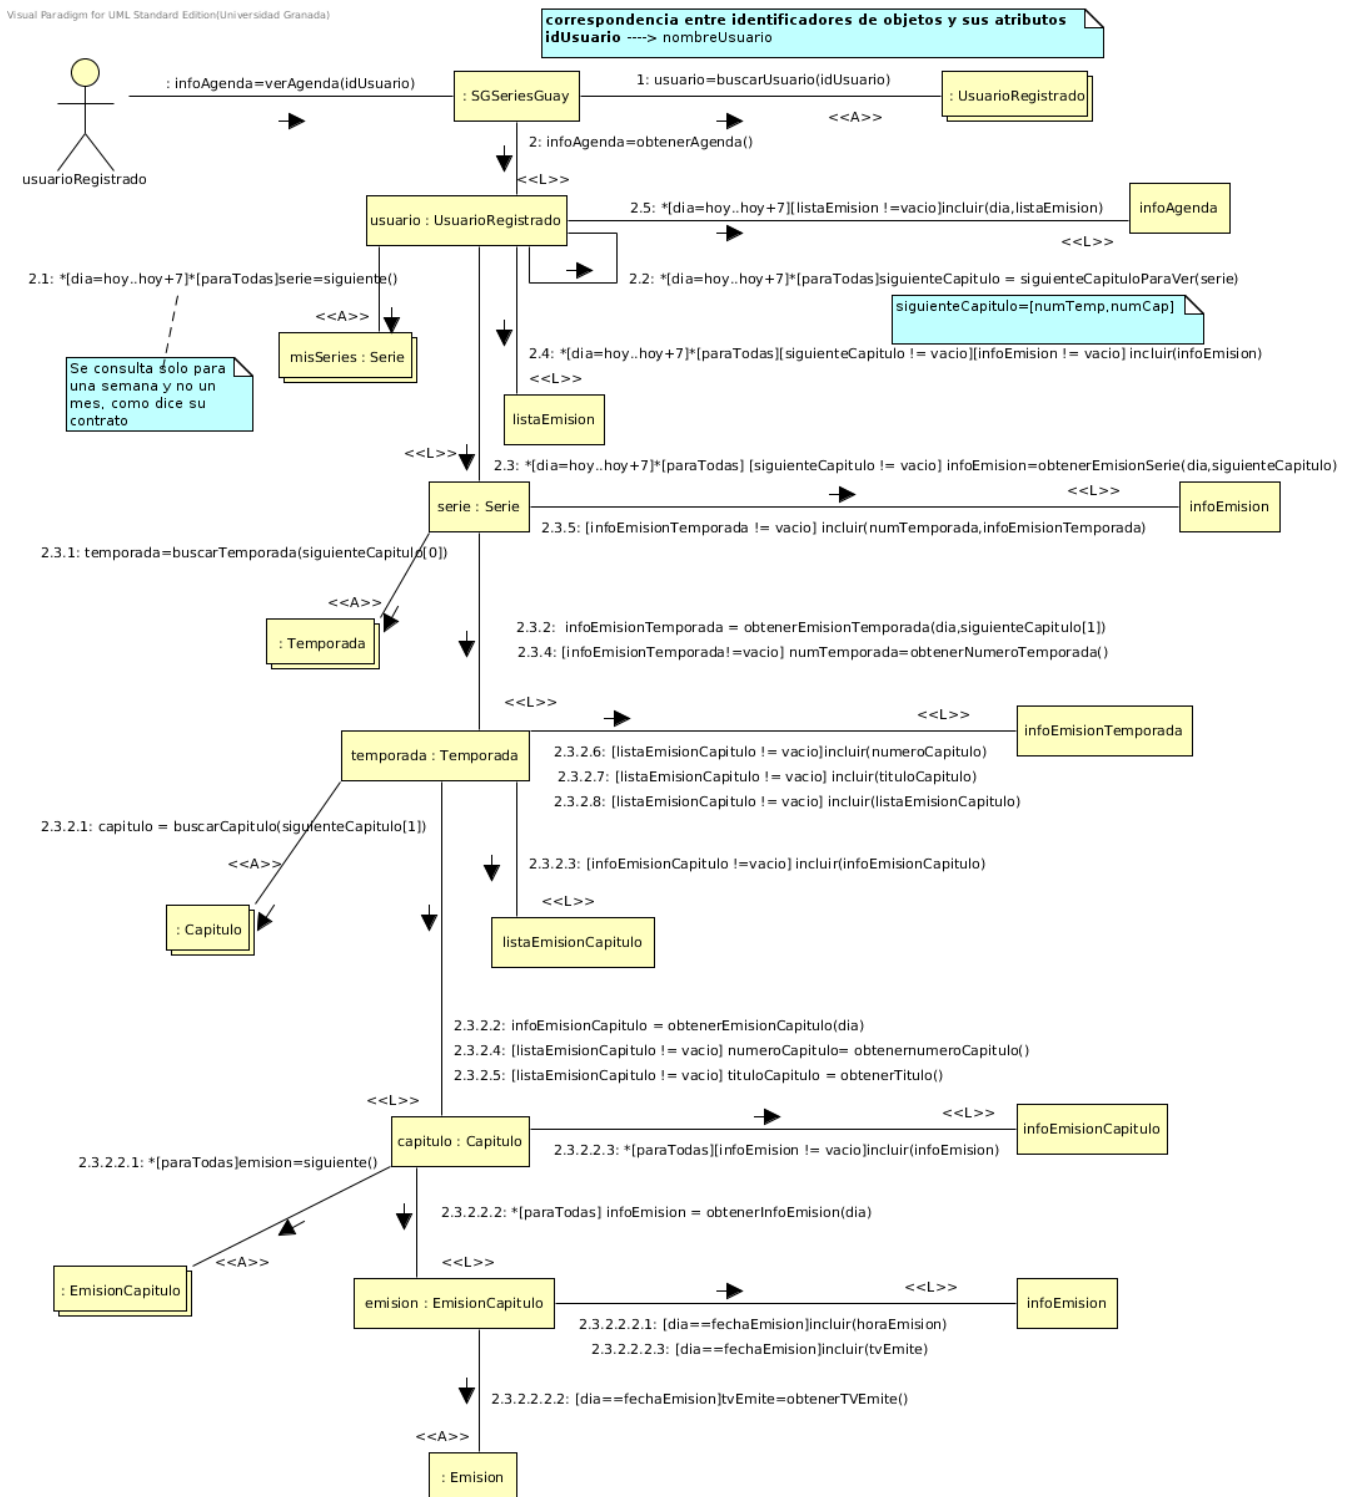 Visual Paradigm for UML Standard Edition(Universidad Granada)
correspondencia entre identificadores de objetos y sus atributos
idUsuario ----> nombreUsuario
: infoAgenda=verAgenda(idUsuario)
: SGSeriesGuay
1: usuario=buscarUsuario(idUsuario)
: UsuarioRegistrado
<<A>>
2: infoAgenda=obtenerAgenda()
usuarioRegistrado
<<L>>
usuario : UsuarioRegistrado
2.5: *[dia=hoy..hoy+7][listaEmision !=vacio]incluir(dia,listaEmision)
infoAgenda
<<L>>
2.1: *[dia=hoy..hoy+7]*[paraTodas]serie=siguiente()
2.2: *[dia=hoy..hoy+7]*[paraTodas]siguienteCapitulo = siguienteCapituloParaVer(serie)
siguienteCapitulo=[numTemp,numCap]
<<A>>
misSeries : Serie
2.4: *[dia=hoy..hoy+7]*[paraTodas][siguienteCapitulo != vacio][infoEmision != vacio] incluir(infoEmision)
Se consulta solo para
una semana y no un
mes, como dice su
contrato
<<L>>
listaEmision
<<L>>
2.3: *[dia=hoy..hoy+7]*[paraTodas] [siguienteCapitulo != vacio] infoEmision=obtenerEmisionSerie(dia,siguienteCapitulo)
<<L>>
serie : Serie
infoEmision
2.3.5: [infoEmisionTemporada != vacio] incluir(numTemporada,infoEmisionTemporada)
2.3.1: temporada=buscarTemporada(siguienteCapitulo[0])
<<A>>
: Temporada
2.3.2:  infoEmisionTemporada = obtenerEmisionTemporada(dia,siguienteCapitulo[1])
2.3.4: [infoEmisionTemporada!=vacio] numTemporada=obtenerNumeroTemporada()
<<L>>
<<L>>
temporada : Temporada
infoEmisionTemporada
2.3.2.6: [listaEmisionCapitulo != vacio]incluir(numeroCapitulo)
2.3.2.7: [listaEmisionCapitulo != vacio] incluir(tituloCapitulo)
2.3.2.8: [listaEmisionCapitulo != vacio] incluir(listaEmisionCapitulo)
2.3.2.1: capitulo = buscarCapitulo(siguienteCapitulo[1])
<<A>>
2.3.2.3: [infoEmisionCapitulo !=vacio] incluir(infoEmisionCapitulo)
<<L>>
: Capitulo
listaEmisionCapitulo
2.3.2.2: infoEmisionCapitulo = obtenerEmisionCapitulo(dia)
2.3.2.4: [listaEmisionCapitulo != vacio] numeroCapitulo= obtenernumeroCapitulo()
2.3.2.5: [listaEmisionCapitulo != vacio] tituloCapitulo = obtenerTitulo()
<<L>>
<<L>>
capitulo : Capitulo
infoEmisionCapitulo
2.3.2.2.3: *[paraTodas][infoEmision != vacio]incluir(infoEmision)
2.3.2.2.1: *[paraTodas]emision=siguiente()
2.3.2.2.2: *[paraTodas] infoEmision = obtenerInfoEmision(dia)
<<A>>
<<L>>
: EmisionCapitulo
<<L>>
emision : EmisionCapitulo
infoEmision
2.3.2.2.2.1: [dia==fechaEmision]incluir(horaEmision)
2.3.2.2.2.3: [dia==fechaEmision]incluir(tvEmite)
2.3.2.2.2.2: [dia==fechaEmision]tvEmite=obtenerTVEmite()
<<A>>
: Emision